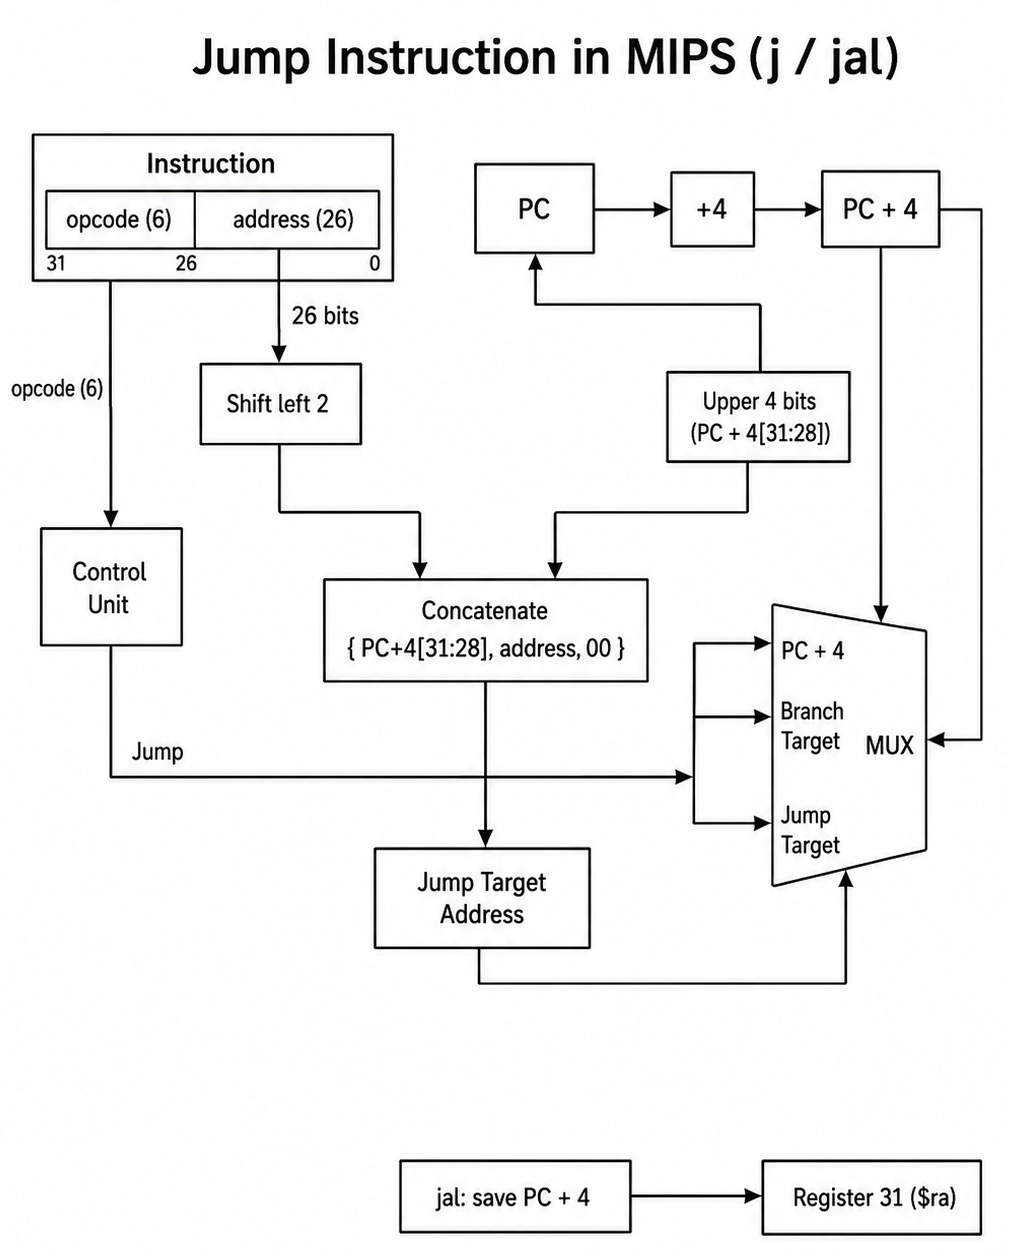 Jump Instruction in MIPS (j / jal)
Instruction
opcode (6)
address (26)
31
26
0
PC
+4
PC + 4
26 bits
opcode (6)
Shift left 2
Upper 4 bits
(PC + 4[31:28])
Control
Unit
Concatenate
{ PC+4[31:28], address, 00 }
PC + 4
Branch
Target
MUX
Jump
Jump
Target
Jump Target
Address
jal: save PC + 4
Register 31 ($ra)